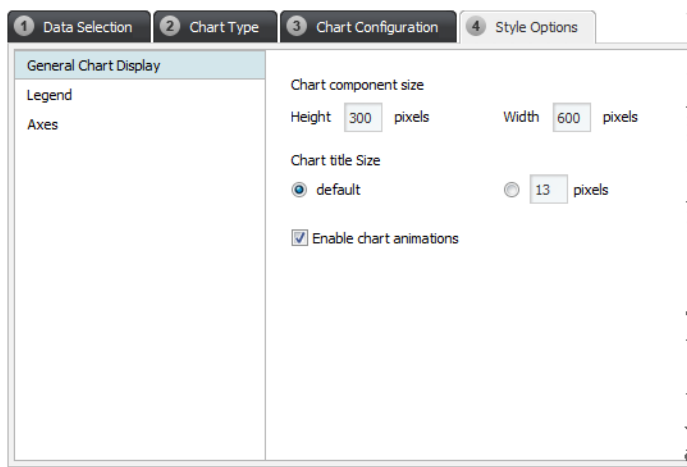 1 Data Selection 2 Chart Type 3 Chart Configuration 4 Style Options
General Chart Display
Legend
Axes
Chart component size
Height 300 pixels Width 600 pixels
Chart title Size
default 13 pixels
Enable chart animations